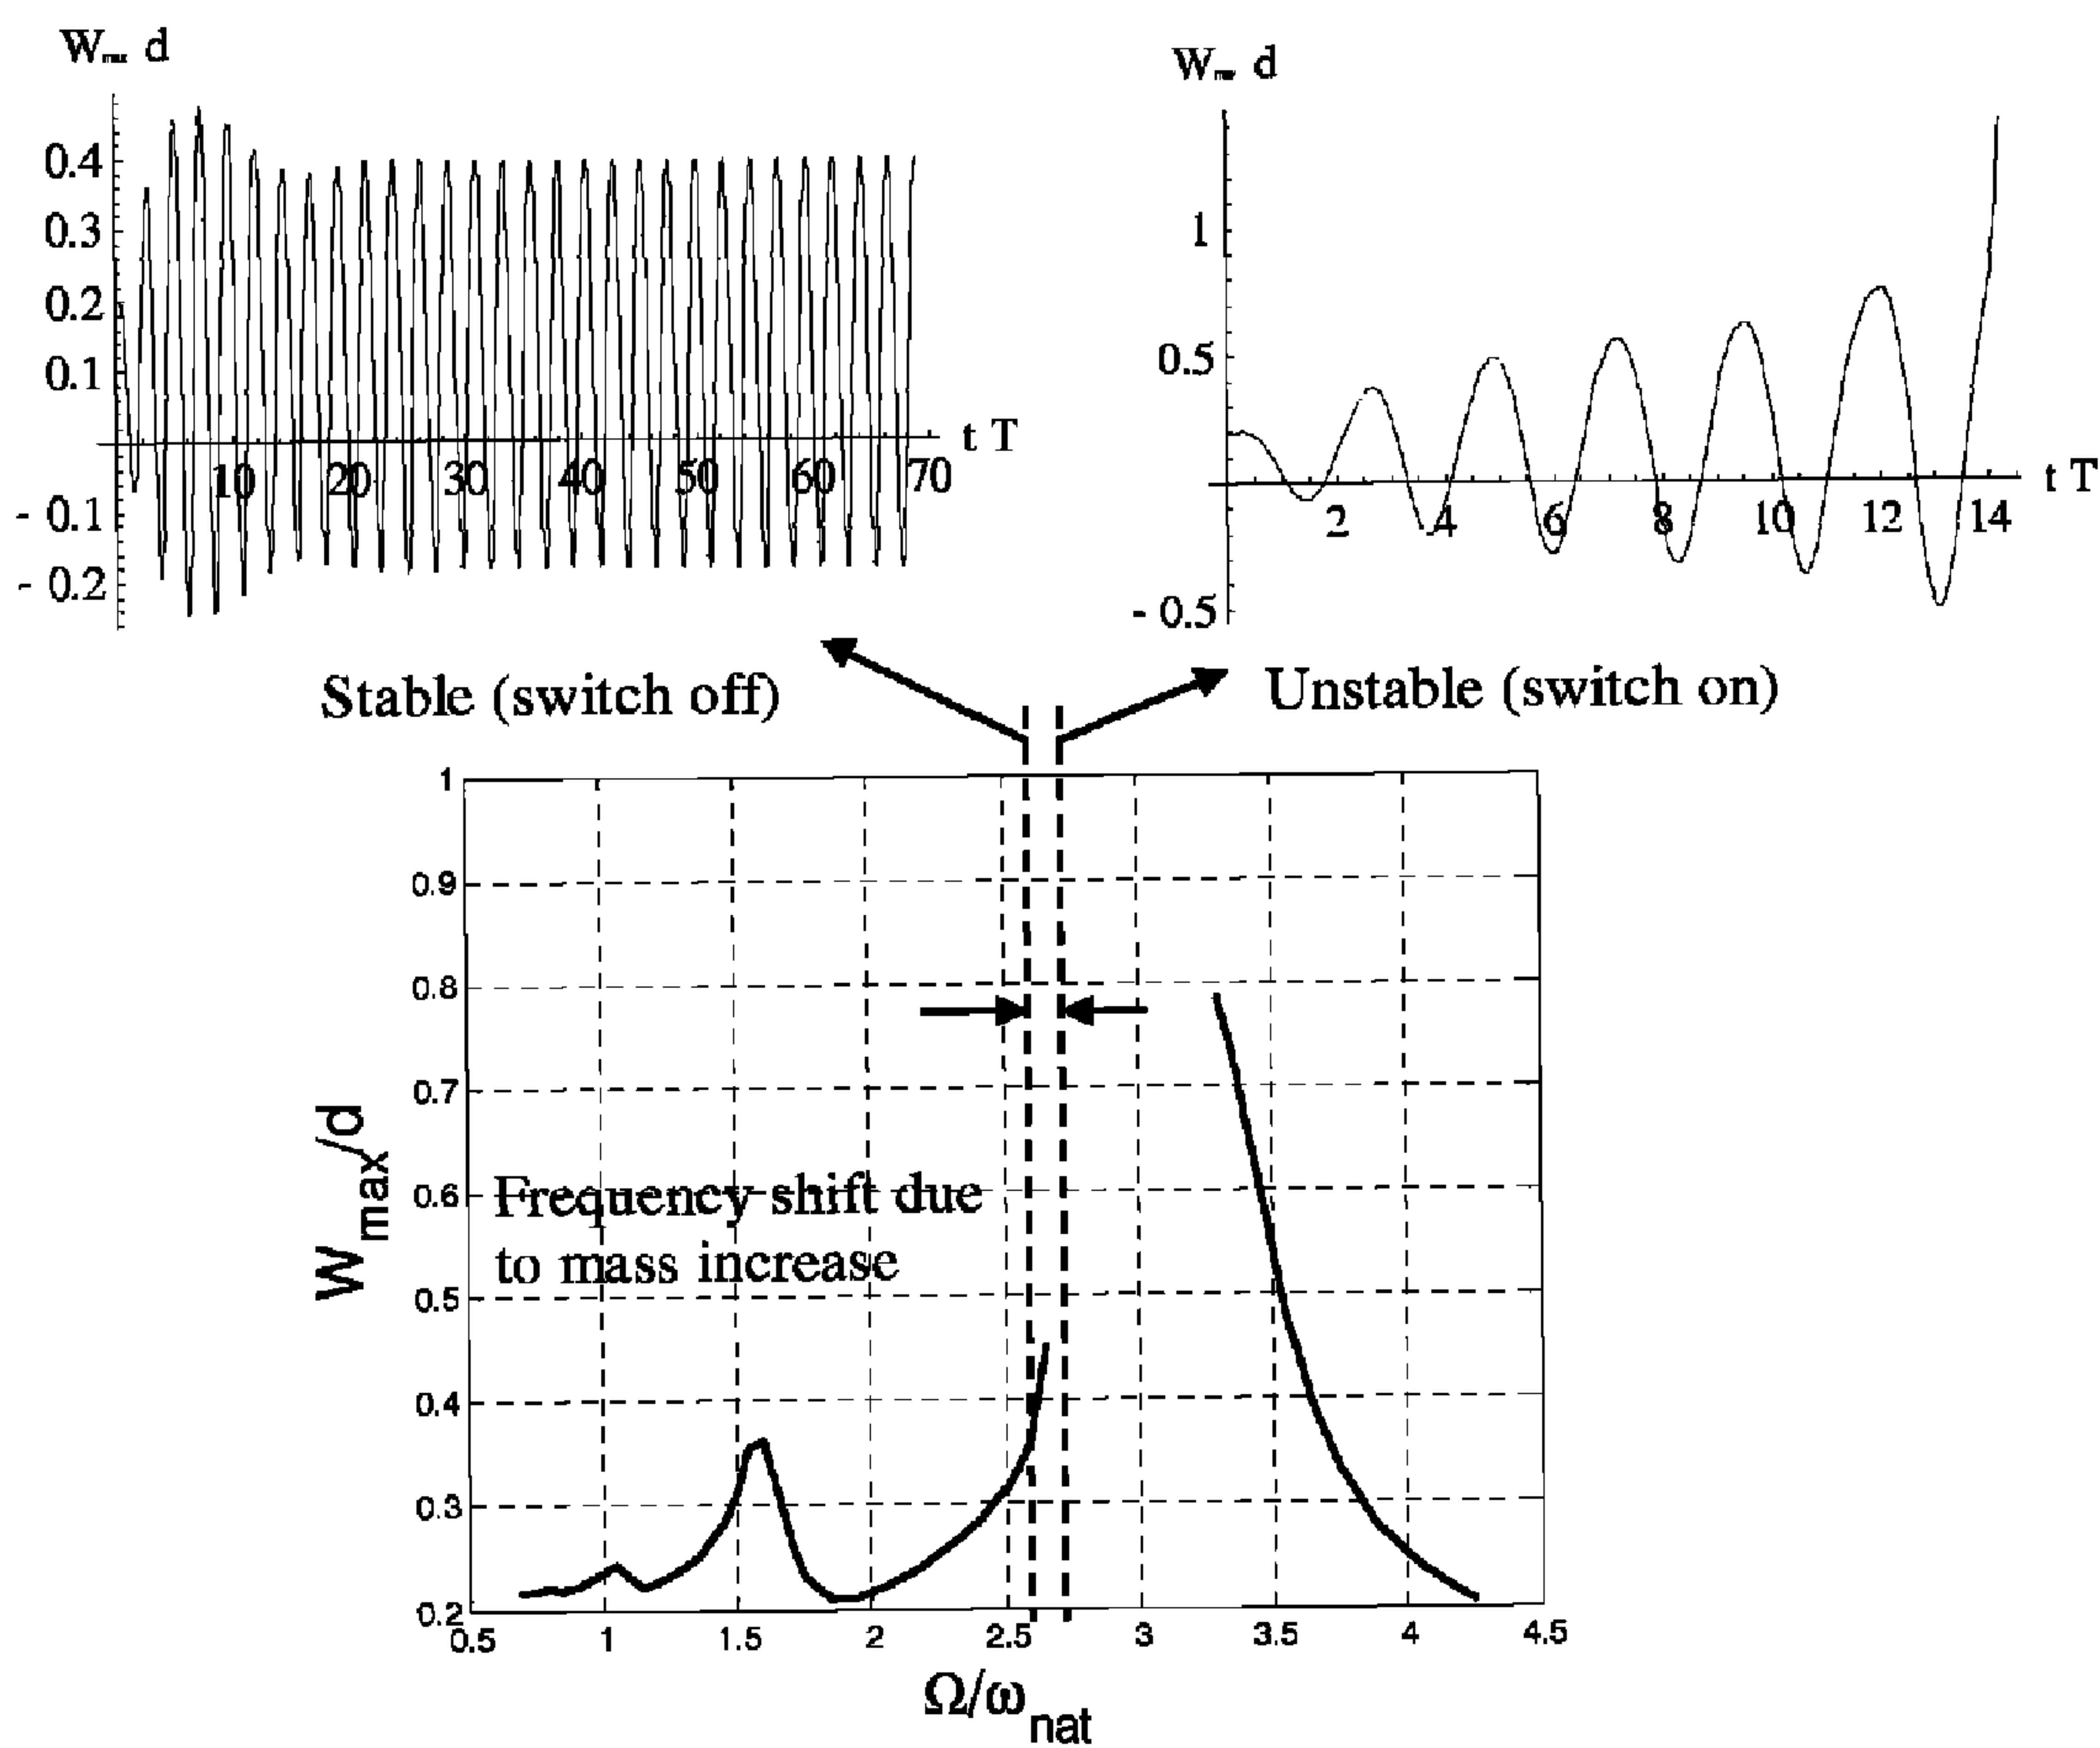 W max d
0.4
0.3
0.2
0.1
- 0.1
- 0.2
10 20 30 40 50 60 70
t T
W d
1
0.5
- 0.5
2 4 6 8 10 12 14
t T
Stable (switch off)
Unstable (switch on)
1
0.9
0.8
0.7
0.6
0.5
0.4
0.3
0.2
Wmax/d
Frequency shift due
to mass increase
0.5 1 1.5 2 2.5 3 3.5 4 4.5
Ω/ωnat